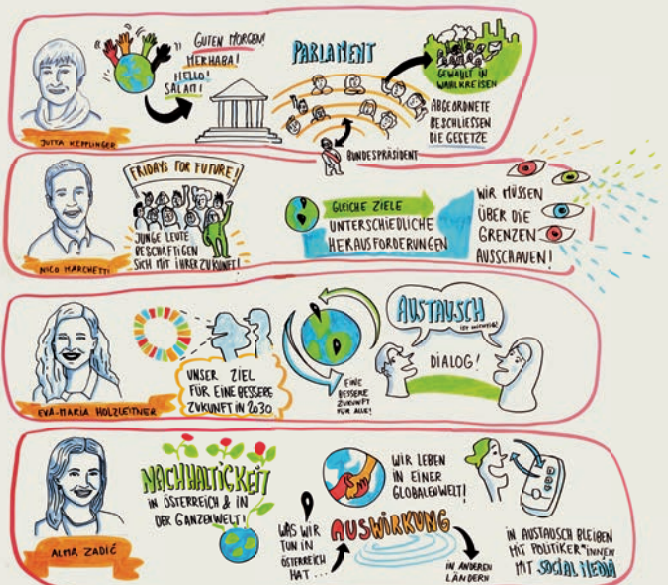 GUTEN MORGEN!
MERHABA!
HELLO!
SALAM!
PARLAMENT
GEWÄHLT IN
WAHLKREISEN
ABGEORDNETE
BESCHLIESSEN
DIE GESETZE
BUNDESPRÄSIDENT
JUTTA KEPPLINGER
FRIDAYS FOR FUTURE!
JUNGE LEUTE
BESCHÄFTIGEN
SICH MIT IHRER ZUKUNFT!
GLEICHE ZIELE
UNTERSCHIEDLICHE
HERAUSFORDERUNGEN
WIR MÜSSEN
ÜBER DIE
GRENZEN
AUSSCHAUEN!
NICO MARCHETTI
UNSER ZIEL
FÜR EINE BESSERE
ZUKUNFT IN 2030
EINE
BESSERE
ZUKUNFT
FÜR ALLE!
AUSTAUSCH
IST WICHTIG!
DIALOG!
EVA-MARIA HOLZLEITNER
NACHHALTIGKEIT
IN ÖSTERREICH & IN
DER GANZEN WELT!
WIR LEBEN
IN EINER
GLOBALEN WELT!
WAS WIR
TUN IN
ÖSTERREICH
HAT...
AUSWIRKUNG
IN ANDEREN
LÄNDERN
IN AUSTAUSCH BLEIBEN
MIT POLITIKER*INNEN
MIT SOCIAL MEDIA
ALMA ZADIĆ